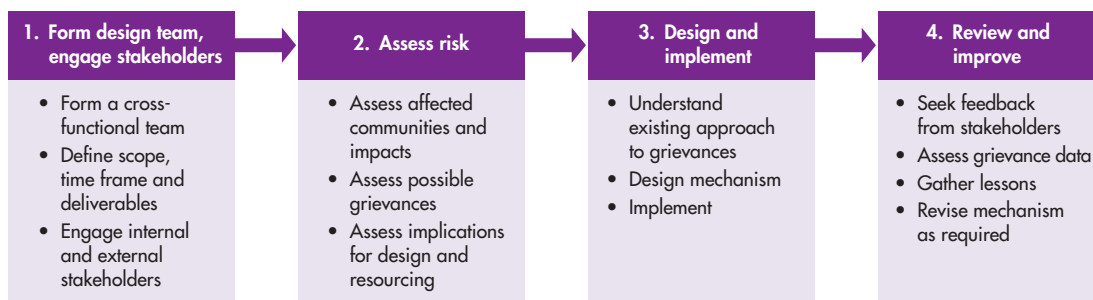 1. Form design team,
engage stakeholders
• Form a cross-
functional team
• Define scope,
time frame and
deliverables
• Engage internal
and external
stakeholders
2. Assess risk
• Assess affected
communities and
impacts
• Assess possible
grievances
• Assess implications
for design and
resourcing
3. Design and
implement
• Understand
existing approach
to grievances
• Design mechanism
• Implement
4. Review and
improve
• Seek feedback
from stakeholders
• Assess grievance data
• Gather lessons
• Revise mechanism
as required